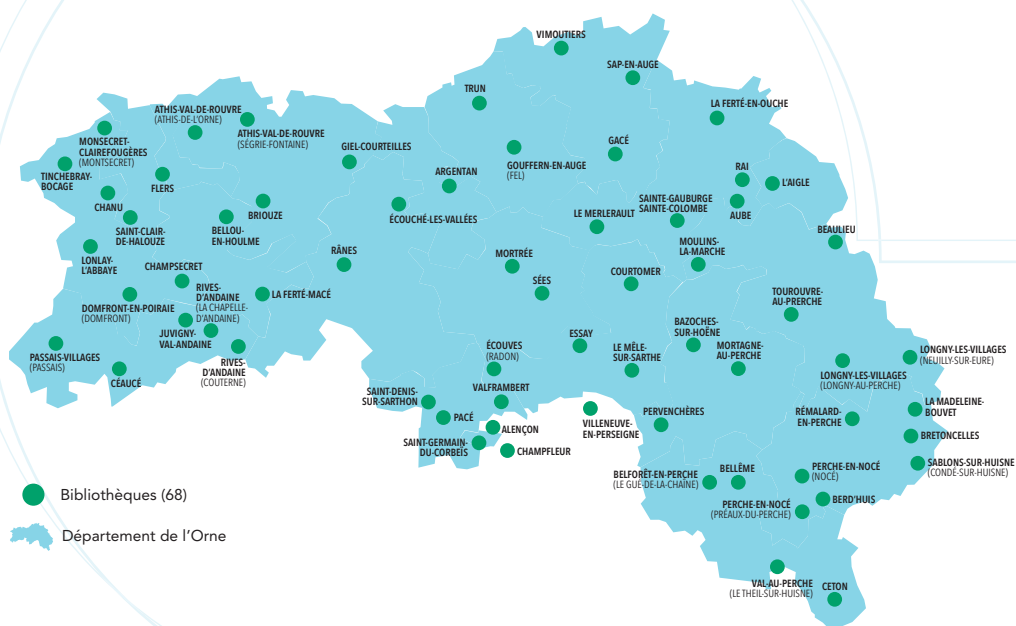 VIMOUTIERS
SAP-EN-AUGE
TRUN
LA FERTÉ-EN-OUCHE
ATHIS-VAL-DE-ROUVRE
(ATHIS-DE-L'ORNE)
ATHIS-VAL-DE-ROUVRE
(SÉGRIE-FONTAINE)
MONSECRET-
CLAIREFOUGÈRES
(MONTSECRET)
GIEL-COURTEILLES
GACÉ
GOUFFERN-EN-AUGE
(FEL)
RAI
TINCHEBRAY-
BOCAGE
FLERS
ARGENTAN
L'AIGLE
CHANU
BRIOUZE
ÉCOUCHÉ-LES-VALLÉES
LE MERLERAULT
SAINTE-GAUBURGE
SAINTE-COLOMBE
AUBE
SAINT-CLAIR-
DE-HALOUZE
BELLOU-
EN-HOULME
BEAULIEU
LONLAY-
L'ABBAYE
CHAMPSECRET
RÂNES
MORTRÉE
MOULINS-
LA-MARCHE
SÉES
COURTOMER
RIVES-
D'ANDAINE
(LA CHAPELLE-
D'ANDAINE)
LA FERTÉ-MACÉ
TOUROUVRE-
AU-PRERCHE
DOMFRONT-EN-POIRAIE
(DOMFRONT)
JUVIGNY-
VAL-ANDAINE
BAZOCHES-
SUR-HOËNE
ESSAY
LE MÊLE-
SUR-SARTHE
MORTAGNE-
AU-PERCHE
PASSAIS-VILLAGES
(PASSAIS)
CÉAUCÉ
RIVES-
D'ANDAINE
(COUTERNE)
ÉCOUVES
(RADON)
LONGNY-LES-VILLAGES
(NEUILLY-SUR-EURE)
LONGNY-LES-VILLAGES
(LONGNY-AU-PERCHE)
SAINT-DENIS-
SUR-SARTHON
VALFRAMBERT
LA MADELEINE-
BOUVET
PACÉ
ALENÇON
VILLENEUVE-
EN-PERSEIGNE
PERVENCHÈRES
RÉMALARD-
EN-PERCHE
BRETONCELLES
SAINT-GERMAIN-
DU-CORBEÏS
CHAMPFLEUR
SABLONS-SUR-HUISNE
(CONDÉ-SUR-HUISNE)
BELFORÊT-EN-PERCHE
(LE GUÉ-DE-LA-CHAÎNE)
BELLÊME
PERCHE-EN-NOCÉ
(NOCÉ)
BERD'HUIS
PERCHE-EN-NOCÉ
(PRÉAUX-DU-PERCHE)
VAL-AU-PERCHE
(LE THEIL-SUR-HUISNE)
CETON
Bibliothèques (68)
Département de l'Orne